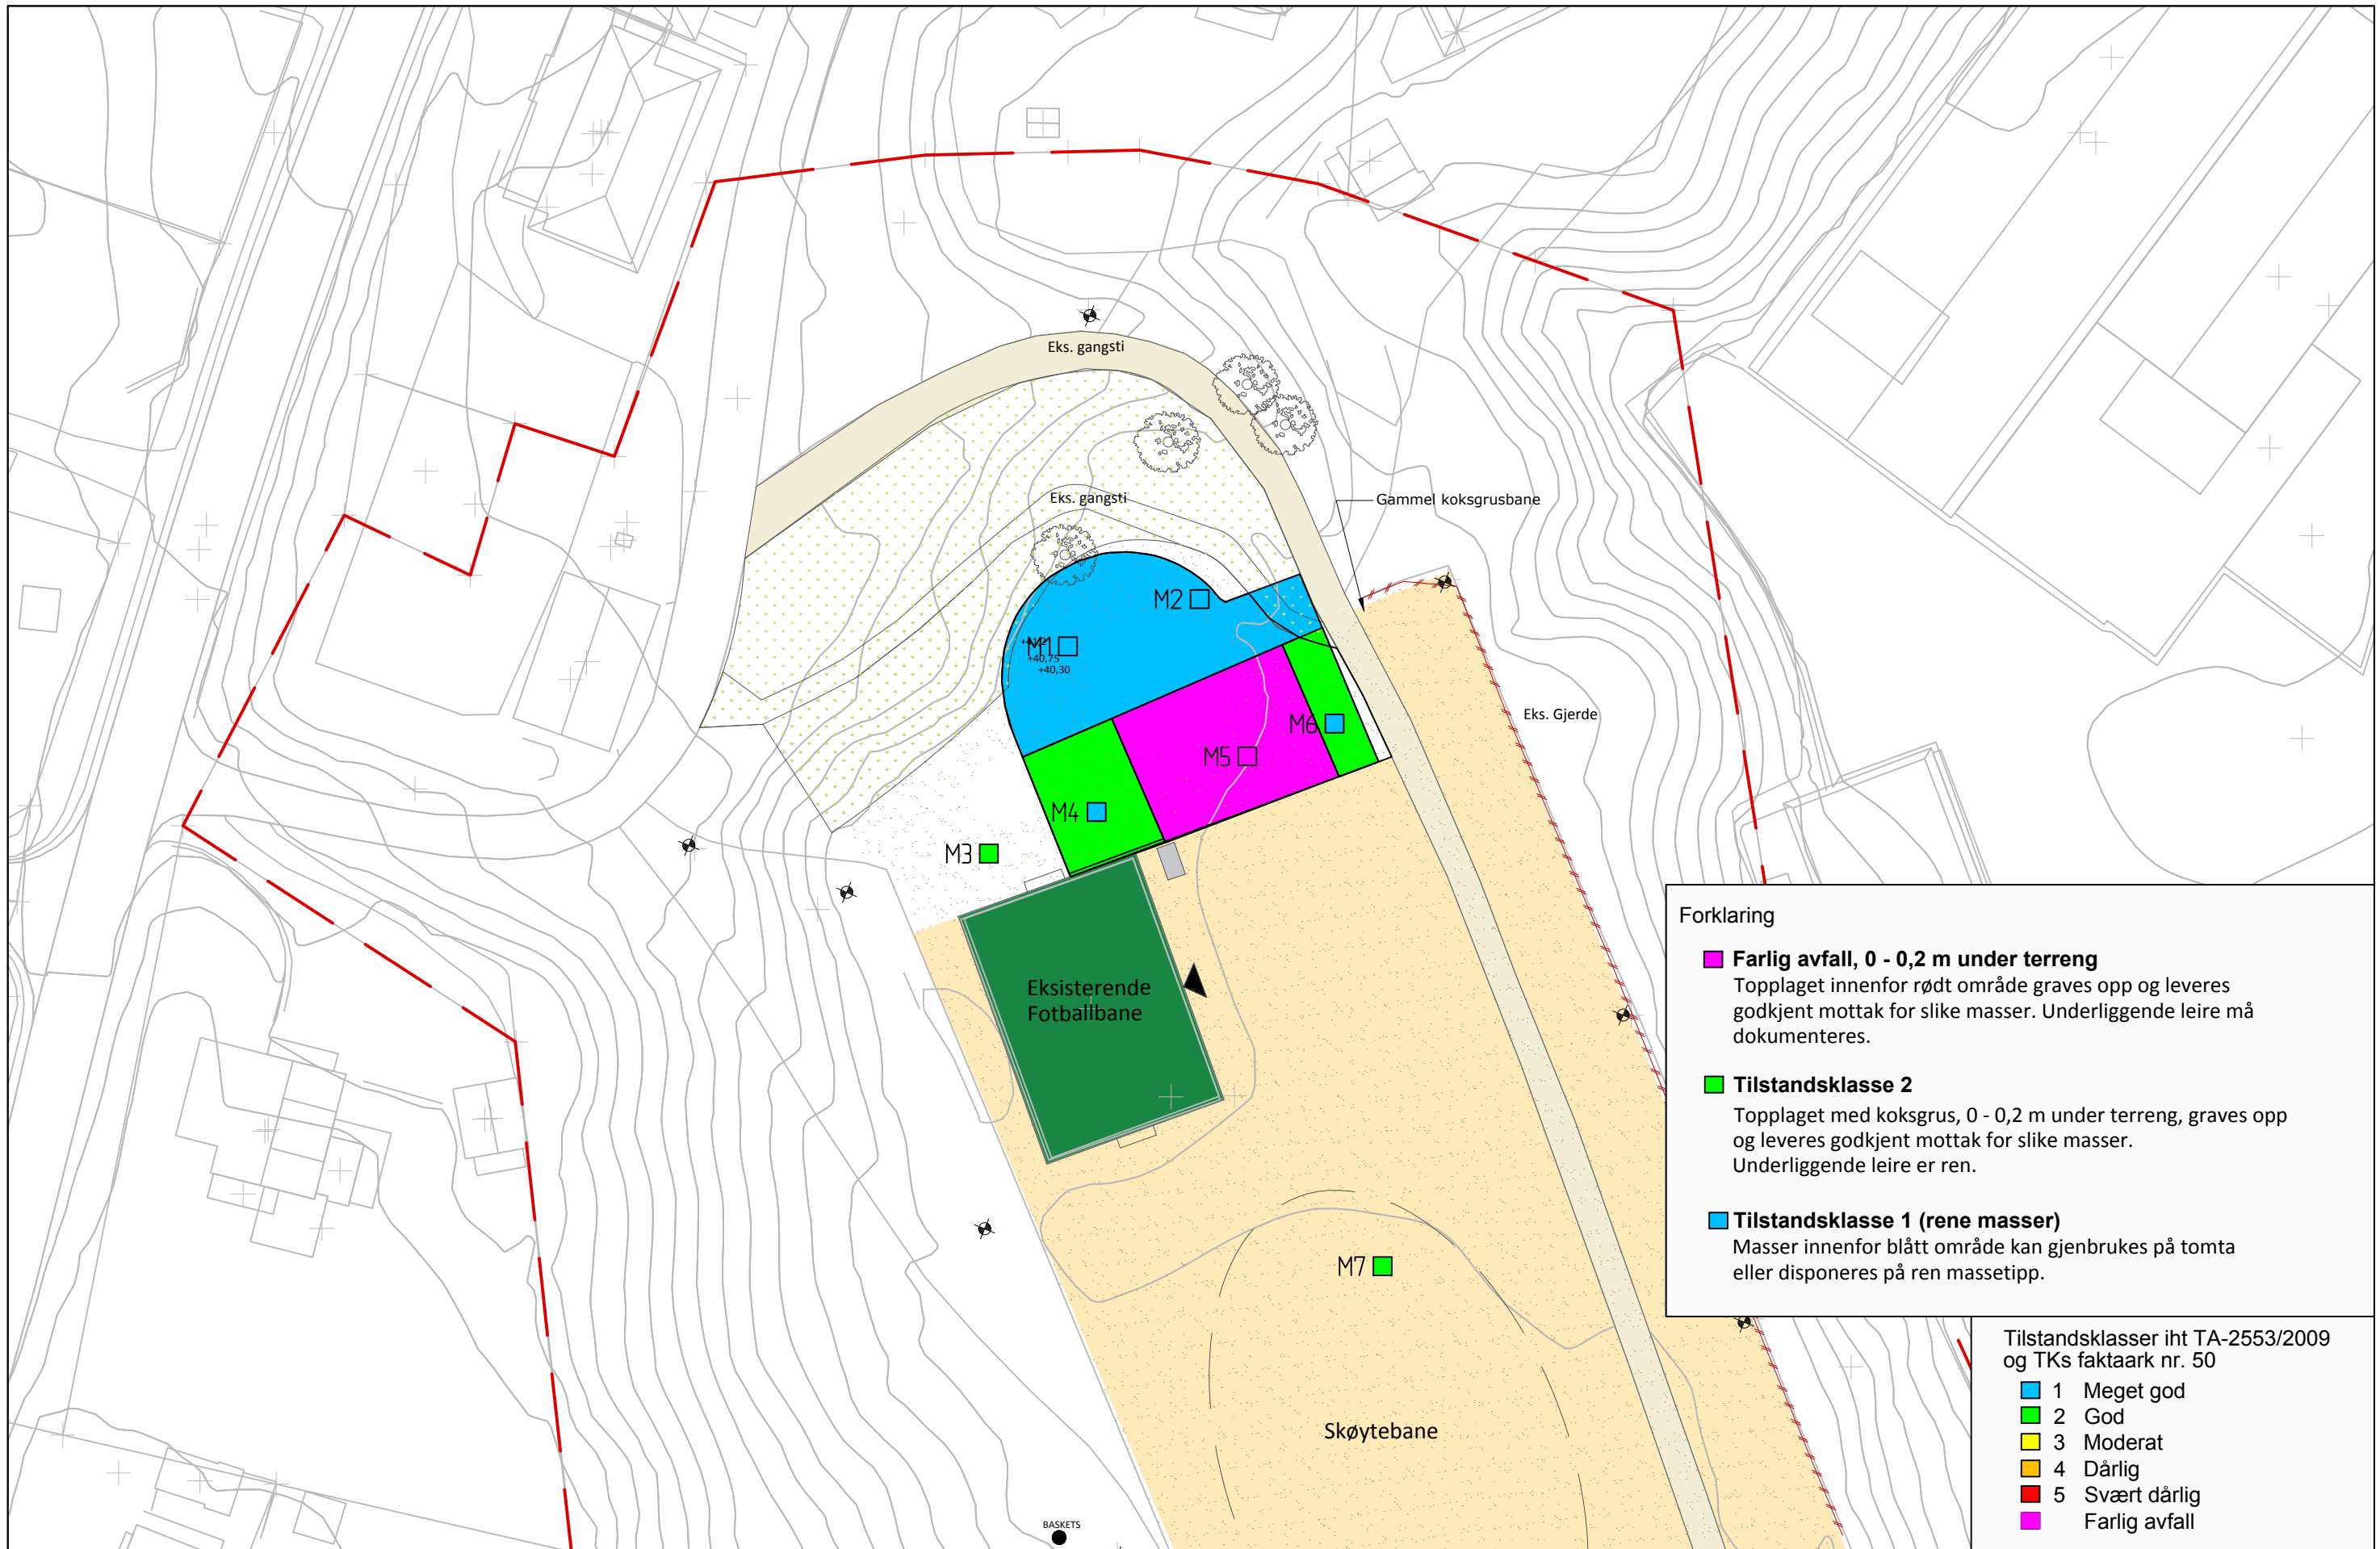 Eks. gangsti
Eks. gangsti
Gammel koksgrusbane
M2
M1
+40,75
+40,30
Eks. Gjerde
M6
M5
M4
M3
Eksisterende
Fotballbane
M7
Skøytebane
BASKETS
Forklaring
Farlig avfall, 0 - 0,2 m under terreng
Topplaget innenfor rødt område graves opp og leveres
godkjent mottak for slike masser. Underliggende leire må
dokumenteres.
Tilstandsklasse 2
Topplaget med koksgrus, 0 - 0,2 m under terreng, graves opp
og leveres godkjent mottak for slike masser.
Underliggende leire er ren.
Tilstandsklasse 1 (rene masser)
Masser innenfor blått område kan gjenbrukes på tomta
eller disponeres på ren massetipp.
Tilstandsklasser iht TA-2553/2009
og TKs faktaark nr. 50
1 Meget god
2 God
3 Moderat
4 Dårlig
5 Svært dårlig
Farlig avfall